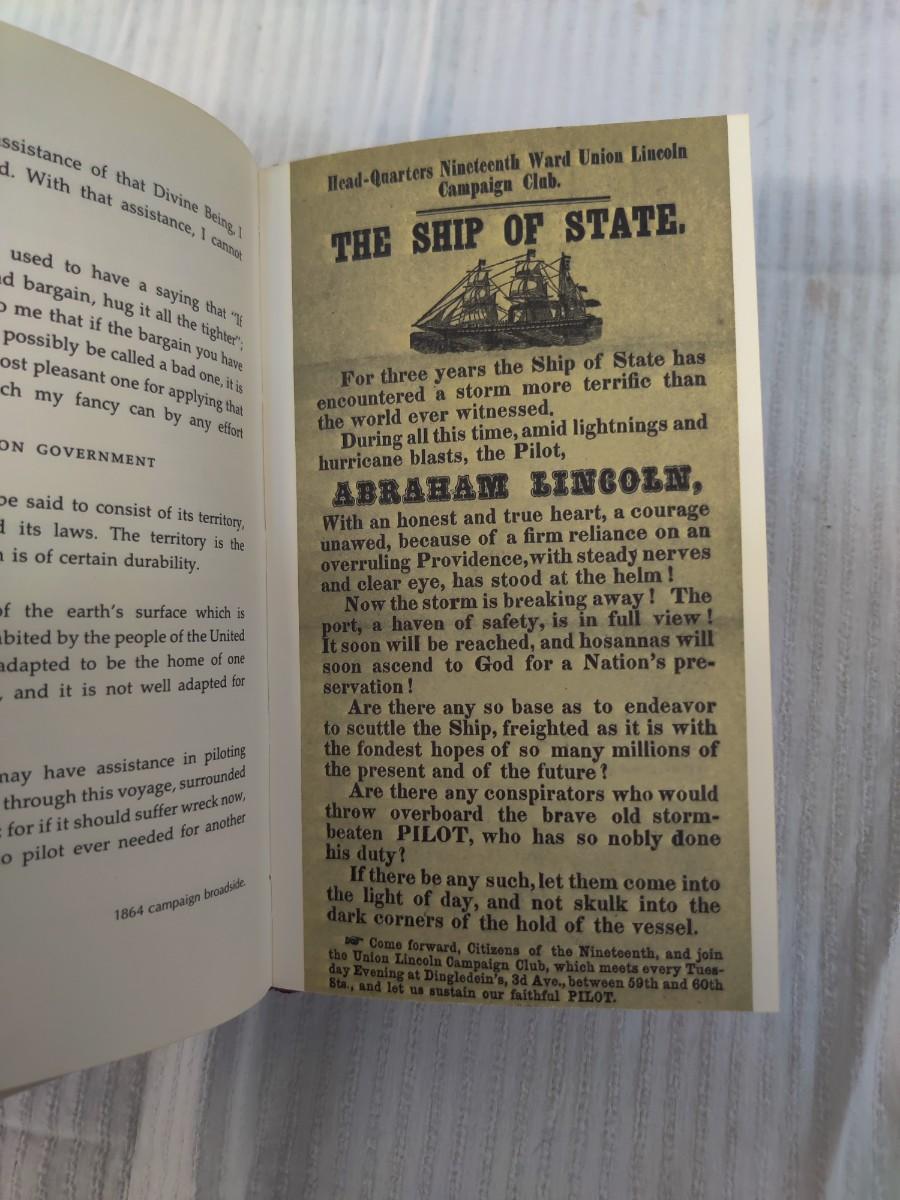 assistance of that Divine Being, I
d. With that assistance, I cannot
used to have a saying that "If
d bargain, hug it all the tighter";
o me that if the bargain you have
possibly be called a bad one, it is
ost pleasant one for applying that
ch my fancy can by any effort
ON GOVERNMENT
be said to consist of its territory,
d its laws. The territory is the
h is of certain durability.
of the earth's surface which is
abited by the people of the United
adapted to be the home of one
, and it is not well adapted for
may have assistance in piloting
through this voyage, surrounded
; for if it should suffer wreck now,
o pilot ever needed for another
1864 campaign broadside.
Head-Quarters Nineteenth Ward Union Lincoln
Campaign Club.
THE SHIP OF STATE.
For three years the Ship of State has
encountered a storm more terrific than
the world ever witnessed.
During all this time, amid lightnings and
hurricane blasts, the Pilot,
ABRAHAM LINCOLN,
With an honest and true heart, a courage
unawed, because of a firm reliance on an
overruling Providence, with steady nerves
and clear eye, has stood at the helm!
Now the storm is breaking away! The
port, a haven of safety, is in full view!
It soon will be reached, and hosannas will
soon ascend to God for a Nation's pre-
servation!
Are there any so base as to endeavor
to scuttle the Ship, freighted as it is with
the fondest hopes of so many millions of
the present and of the future?
Are there any conspirators who would
throw overboard the brave old storm-
beaten PILOT, who has so nobly done
his duty?
If there be any such, let them come into
the light of day, and not skulk into the
dark corners of the hold of the vessel.
☞ Come forward, Citizens of the Nineteenth, and join
the Union Lincoln Campaign Club, which meets every Tues-
day Evening at Dingledein's, 3d Ave., between 59th and 60th
Sts., and let us sustain our faithful PILOT.